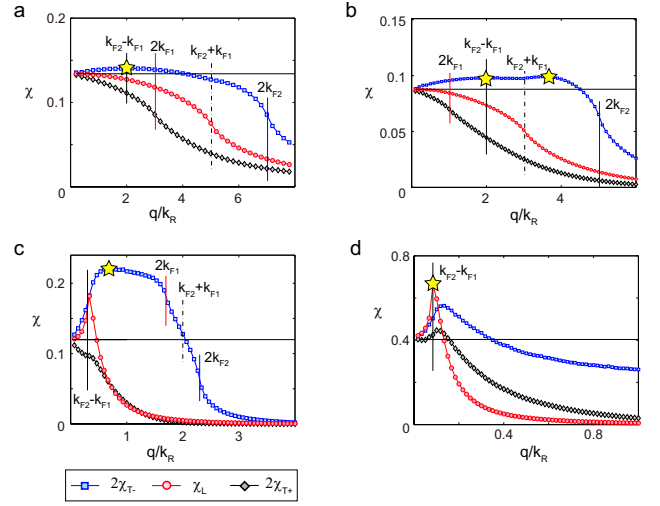 a
k_F2−k_F1
2k_F1
k_F2+k_F1
2k_F2
0.2
0.1
0
χ
2 4 6
q/k_R
b
2k_F1
k_F2−k_F1
k_F2+k_F1
2k_F2
0.15
0.1
0.05
0
χ
0 2 4
q/k_R
c
2k_F1
k_F2+k_F1
2k_F2
k_F2−k_F1
0.2
0.1
0
χ
1 2 3
q/k_R
d
k_F2−k_F1
0.8
0.4
0
χ
0.4 0.8
q/k_R
2χ_T- χ_L 2χ_T+